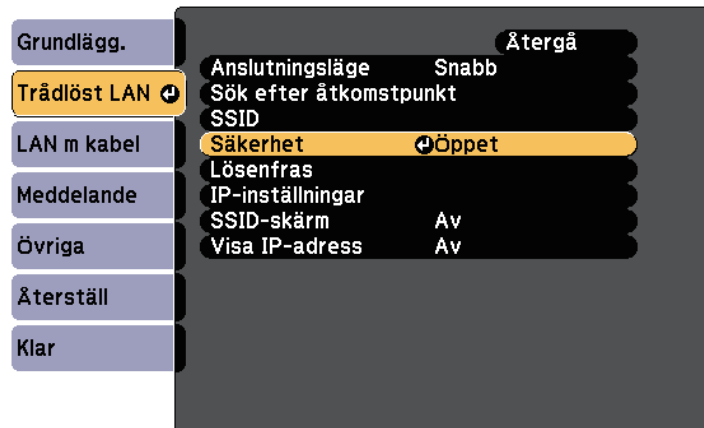 Grundlägg.
Trådlöst LAN
LAN m kabel
Meddelande
Övriga
Återställ
Klar
Återgå
Anslutningsläge Snabb
Sök efter åtkomstpunkt
SSID
Säkerhet Öppet
Lösenfras
IP-inställningar
SSID-skärm Av
Visa IP-adress Av